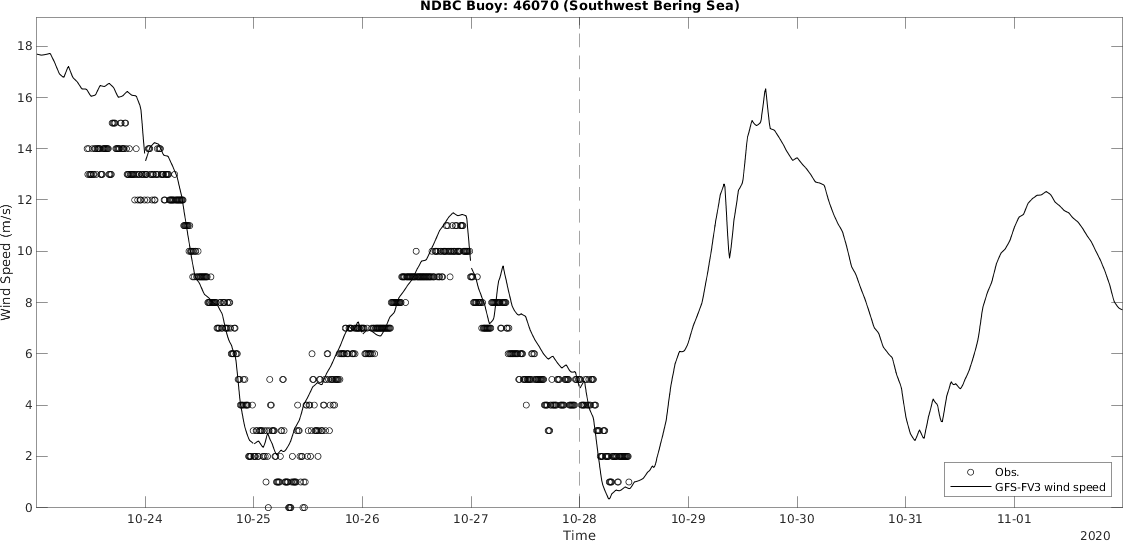 NDBC Buoy: 46070 (Southwest Bering Sea)
18
16
14
12
10
8
6
4
2
0
Wind Speed (m/s)
10-24 10-25 10-26 10-27 10-28 10-29 10-30 10-31 11-01
Time
2020
Obs.
GFS-FV3 wind speed